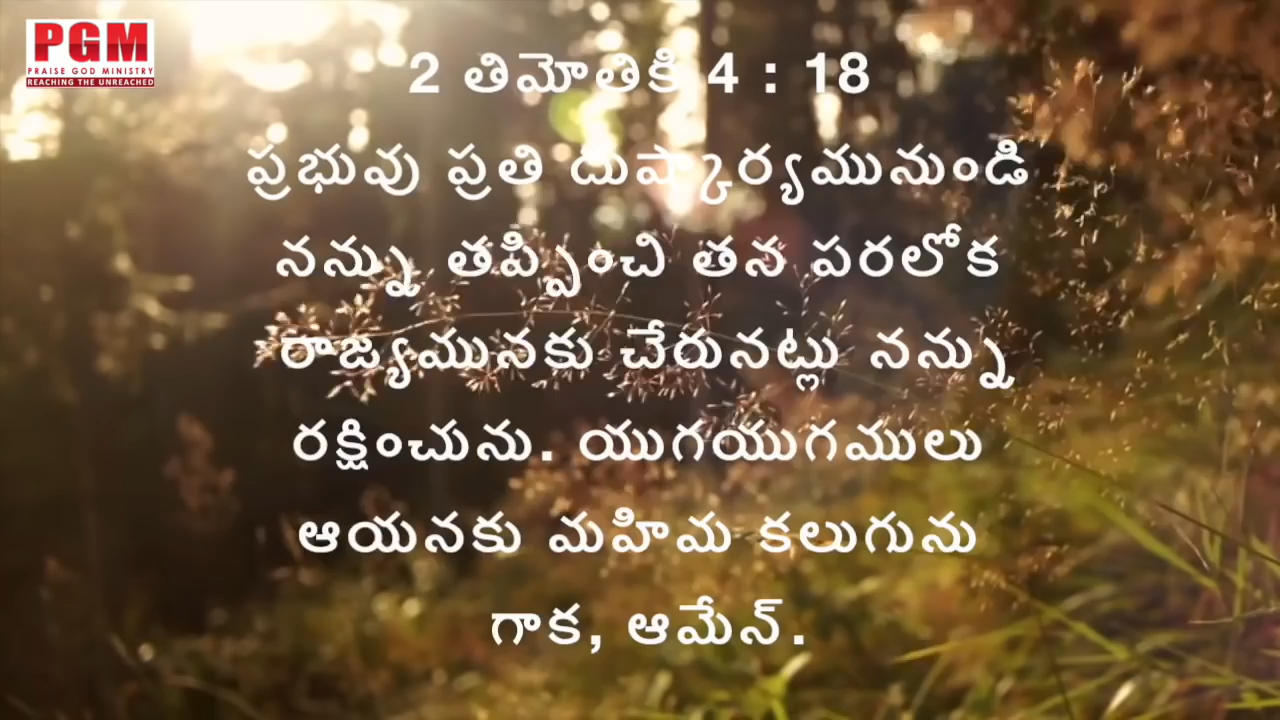 PGM
PRAISE GOD MINISTRY
REACHING THE UNREACHED
2 తిమోతికి 4 : 18
ప్రభువు ప్రతి దుష్కార్యమునుండి
నన్ను తప్పించి తన పరలోక
రాజ్యమునకు చేరునట్లు నన్ను
రక్షించును. యుగయుగములు
ఆయనకు మహిమ కలుగును
గాక, ఆమేన్.